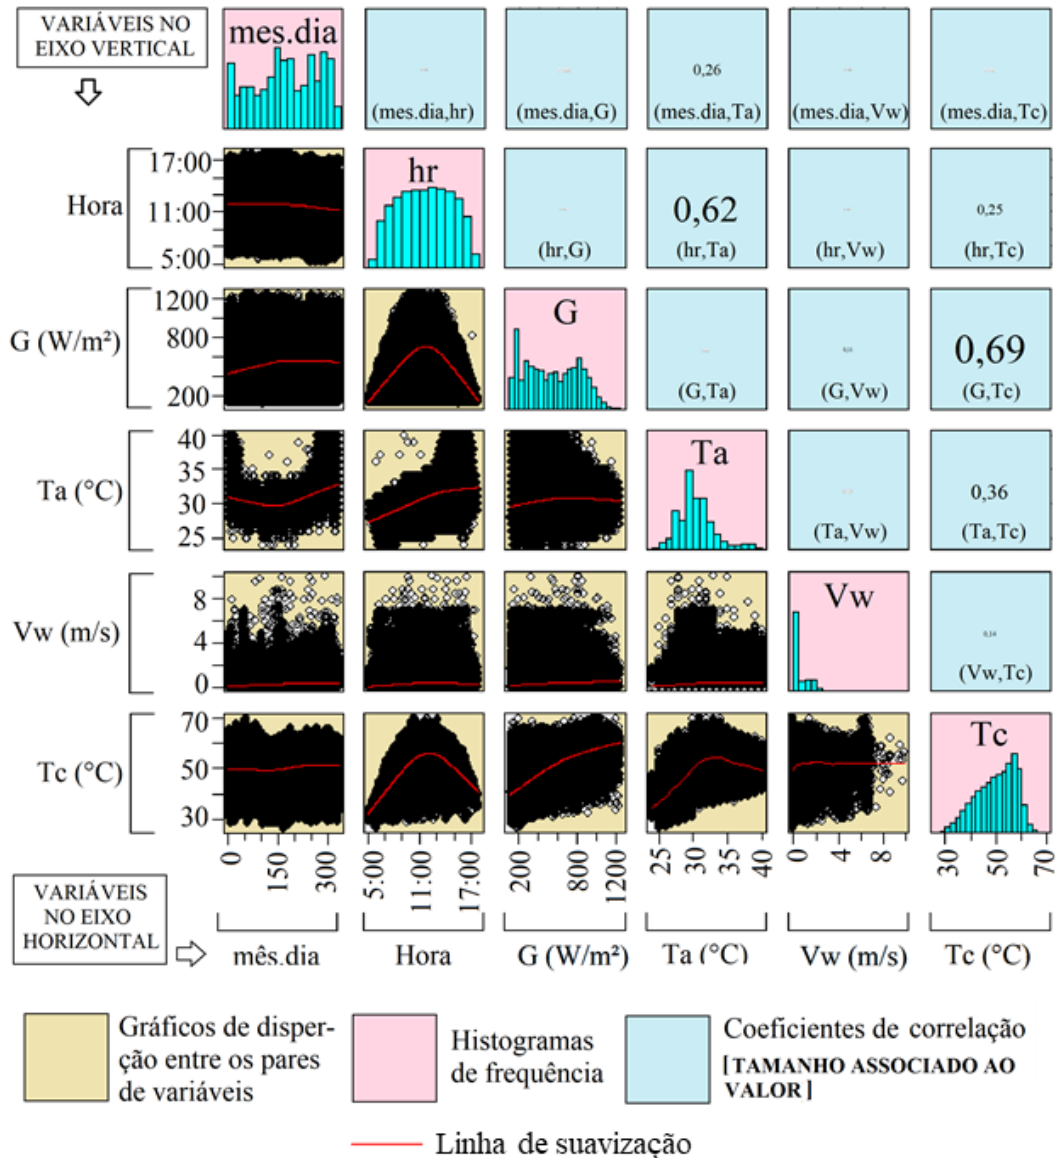 VARIÁVEIS NO
EIXO VERTICAL
mes.dia
(mes.dia,hr)
(mes.dia,G)
0,26
(mes.dia,Ta)
(mes.dia,Vw)
(mes.dia,Tc)
Hora
17:00
11:00
5:00
hr
(hr,G)
0,62
(hr,Ta)
(hr,Vw)
0,25
(hr,Tc)
G (W/m²)
1200
800
200
G
(G,Ta)
(G,Vw)
0,69
(G,Tc)
Ta (°C)
40
35
30
25
Ta
(Ta,Vw)
0,36
(Ta,Tc)
Vw (m/s)
8
4
0
Vw
0,14
(Vw,Tc)
Tc (°C)
70
50
30
Tc
0 150 300
5:00 11:00 17:00
200 800 1200
25 30 35 40
0 4 8
30 50 70
VARIÁVEIS
NO EIXO
HORIZONTAL
mês.dia
Hora
G (W/m²)
Ta (°C)
Vw (m/s)
Tc (°C)
Gráficos de disper-
ção entre os pares
de variáveis
Histogramas
de frequência
Coeficientes de correlação
[TAMANHO ASSOCIADO AO
VALOR]
Linha de suavização